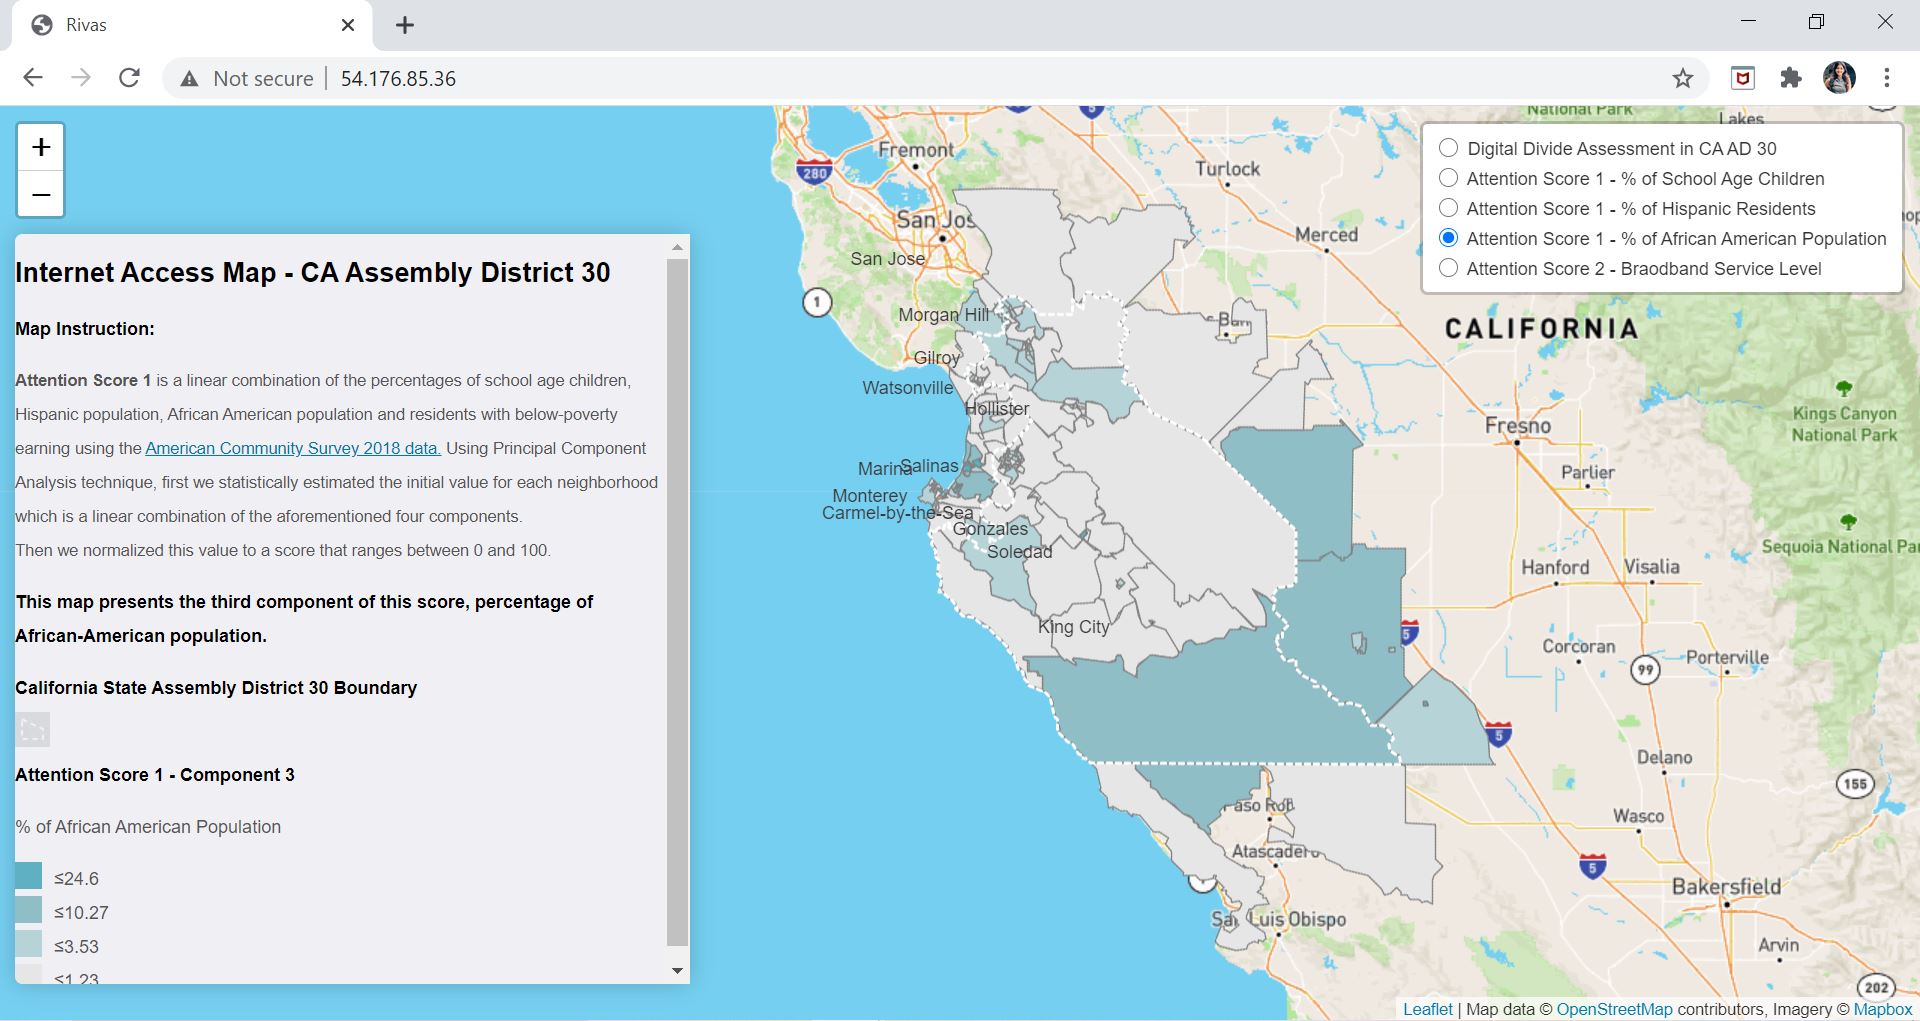 Rivas
Not secure
54.176.85.36
Internet Access Map - CA Assembly District 30
Map Instruction:
Attention Score 1 is a linear combination of the percentages of school age children,
Hispanic population, African American population and residents with below-poverty
earning using the American Community Survey 2018 data. Using Principal Component
Analysis technique, first we statistically estimated the initial value for each neighborhood
which is a linear combination of the aforementioned four components.
Then we normalized this value to a score that ranges between 0 and 100.
This map presents the third component of this score, percentage of
African-American population.
California State Assembly District 30 Boundary
Attention Score 1 - Component 3
% of African American Population
≤24.6
≤10.27
≤3.53
≤1.23
Digital Divide Assessment in CA AD 30
Attention Score 1 - % of School Age Children
Attention Score 1 - % of Hispanic Residents
Attention Score 1 - % of African American Population
Attention Score 2 - Braodband Service Level
National Park
Lakes
Fremont
280
Turlock
San Jos
San Jose
Merced
1
Morgan Hill
CALIFORNIA
Gilroy
Watsonville
Hollister
Kings Canyon
National Park
Fresno
Salinas
Marina
Parlier
Monterey
Carmel-by-the-Sea
Gonzales
Soledad
Sequoia National Par
Hanford
Visalia
King City
5
Corcoran
Porterville
99
5
Delano
155
Paso Rob
Wasco
Atascadero
5
Bakersfield
San Luis Obispo
Arvin
202
Leaflet | Map data © OpenStreetMap contributors, Imagery © Mapbox